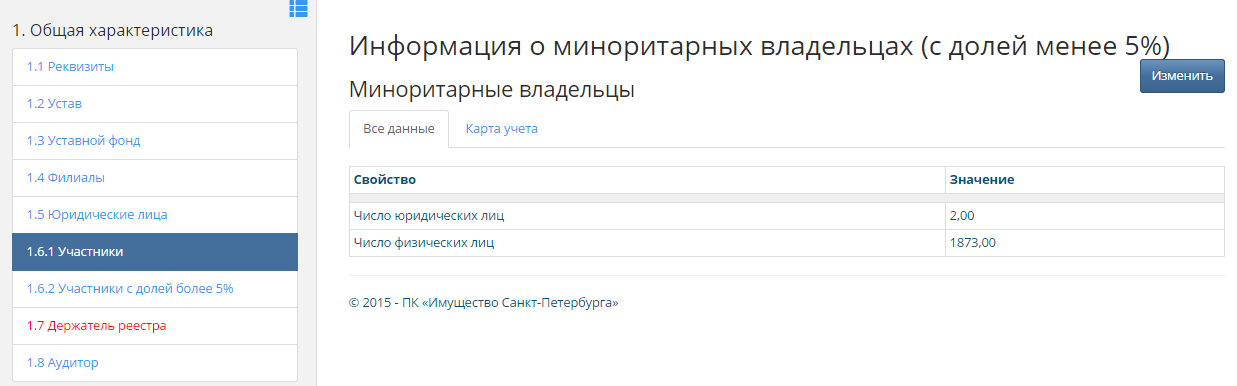 1. Общая характеристика
1.1 Реквизиты
1.2 Устав
1.3 Уставной фонд
1.4 Филиалы
1.5 Юридические лица
1.6.1 Участники
1.6.2 Участники с долей более 5%
1.7 Держатель реестра
1.8 Аудитор
Информация о миноритарных владельцах (с долей менее 5%)
Изменить
Миноритарные владельцы
Все данные Карта учета
Свойство Значение
Число юридических лиц 2,00
Число физических лиц 1873,00
© 2015 - ПК «Имущество Санкт-Петербурга»